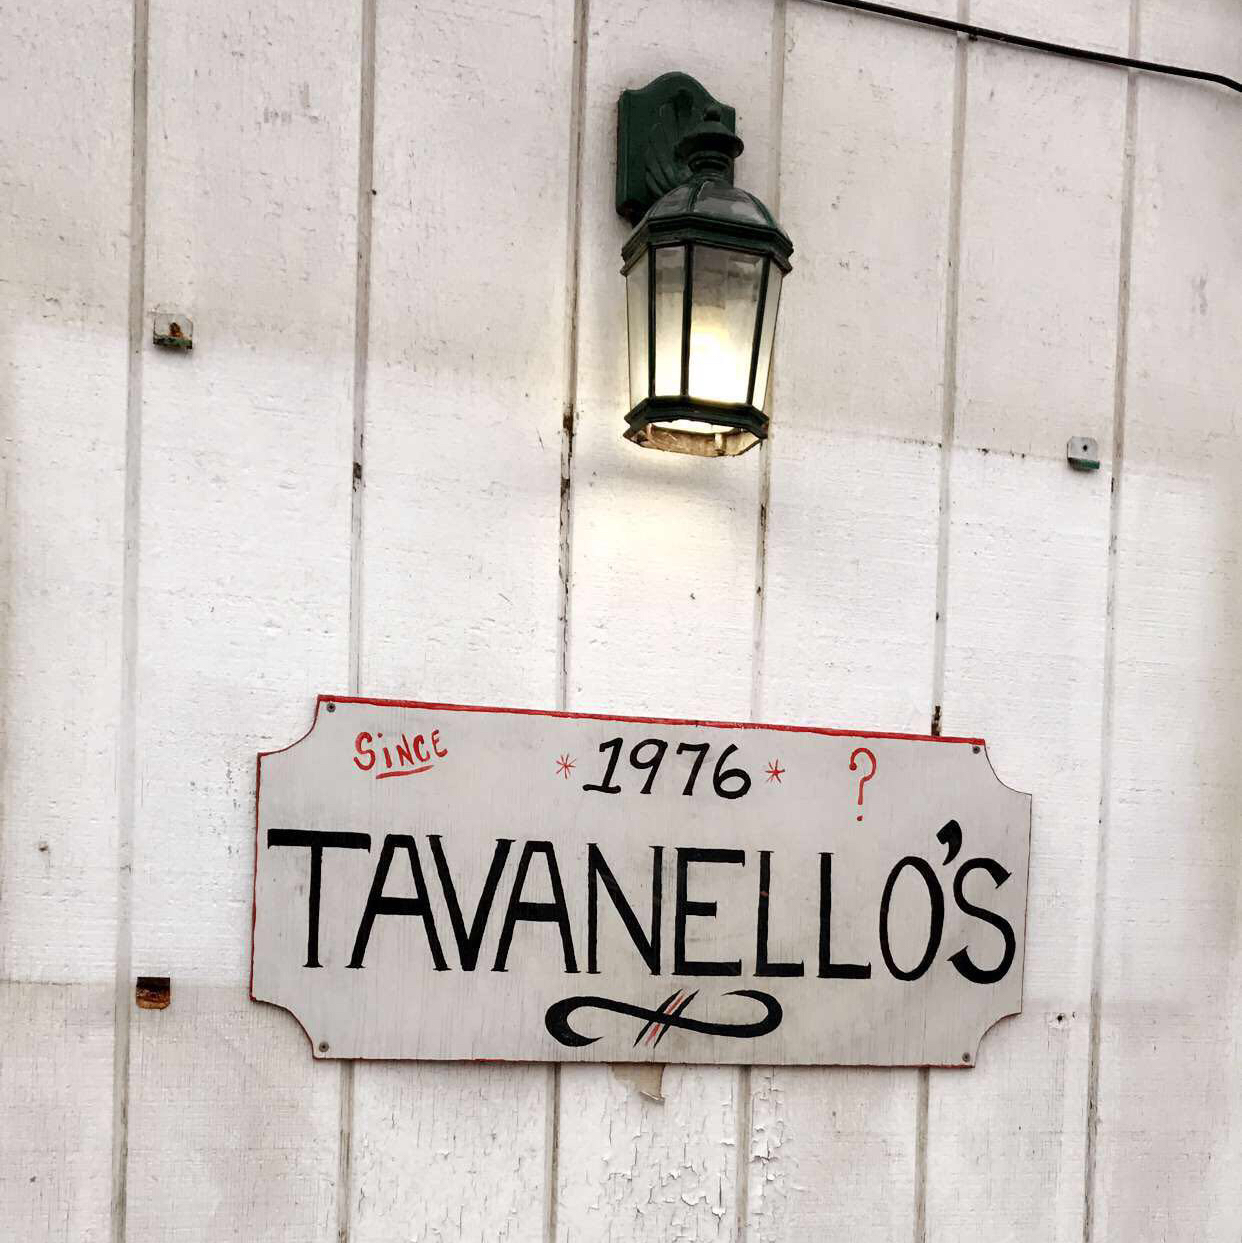 SiNCE *1976* ?
TAVANELLO'S